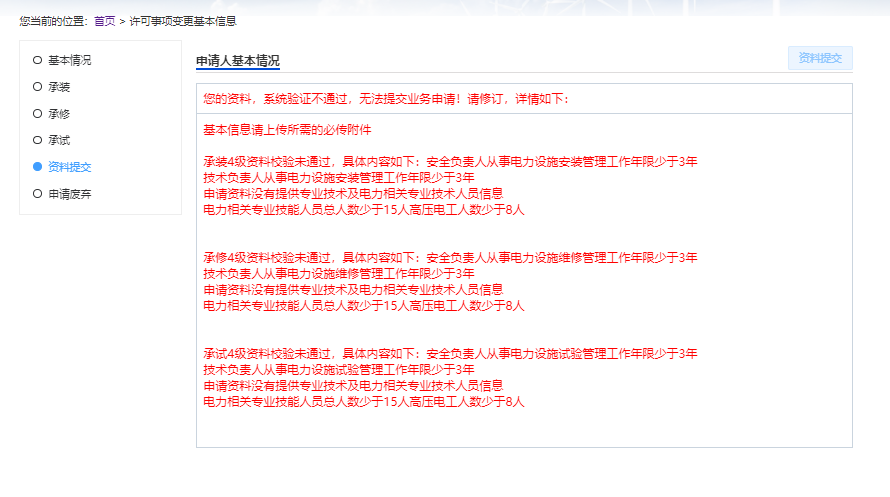 您当前的位置：首页 > 许可事项变更基本信息
基本情况
承装
承修
承试
资料提交
申请废弃
申请人基本情况
资料提交
您的资料，系统验证不通过，无法提交业务申请！请修订，详情如下：
基本信息请上传所需的必传附件
承装4级资料校验未通过，具体内容如下：安全负责人从事电力设施安装管理工作年限少于3年
技术负责人从事电力设施安装管理工作年限少于3年
申请资料没有提供专业技术及电力相关专业技术人员信息
电力相关专业技能人员总人数少于15人高压电工人数少于8人
承修4级资料校验未通过，具体内容如下：安全负责人从事电力设施维修管理工作年限少于3年
技术负责人从事电力设施维修管理工作年限少于3年
申请资料没有提供专业技术及电力相关专业技术人员信息
电力相关专业技能人员总人数少于15人高压电工人数少于8人
承试4级资料校验未通过，具体内容如下：安全负责人从事电力设施试验管理工作年限少于3年
技术负责人从事电力设施试验管理工作年限少于3年
申请资料没有提供专业技术及电力相关专业技术人员信息
电力相关专业技能人员总人数少于15人高压电工人数少于8人